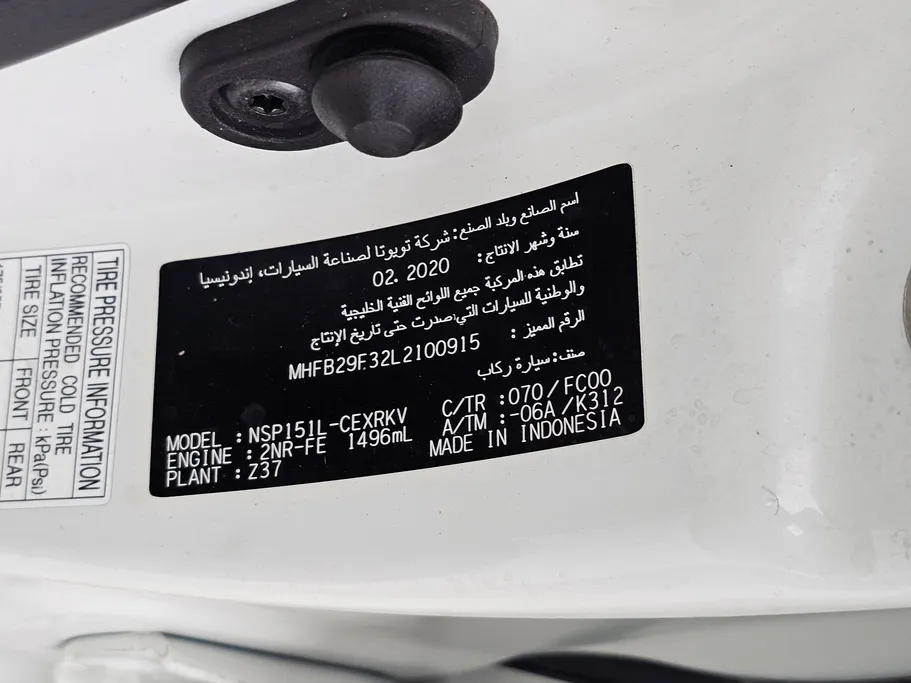 اسم الصانع وبلد الصنع: شركة تويوتا لصناعة السيارات، إندونيسيا
سنة وشهر الانتاج: 02. 2020
تطابق هذه المركبة جميع اللوائح الفنية الخليجية
والوطنية للسيارات التي صدرت حتى تاريخ الإنتاج
الرقم المميز :
MHFB29F32L2100915
صنف: سيارة ركاب
MODEL : NSP151L-CEXRKV C/TR : 070/FC00
ENGINE : 2NR-FE 1496mL A/TM : -06A/K312
PLANT : Z37 MADE IN INDONESIA
TIRE PRESSURE INFORMATION
RECOMMENDED COLD TIRE
INFLATION PRESSURE : kPa(Psi)
TIRE SIZE FRONT REAR